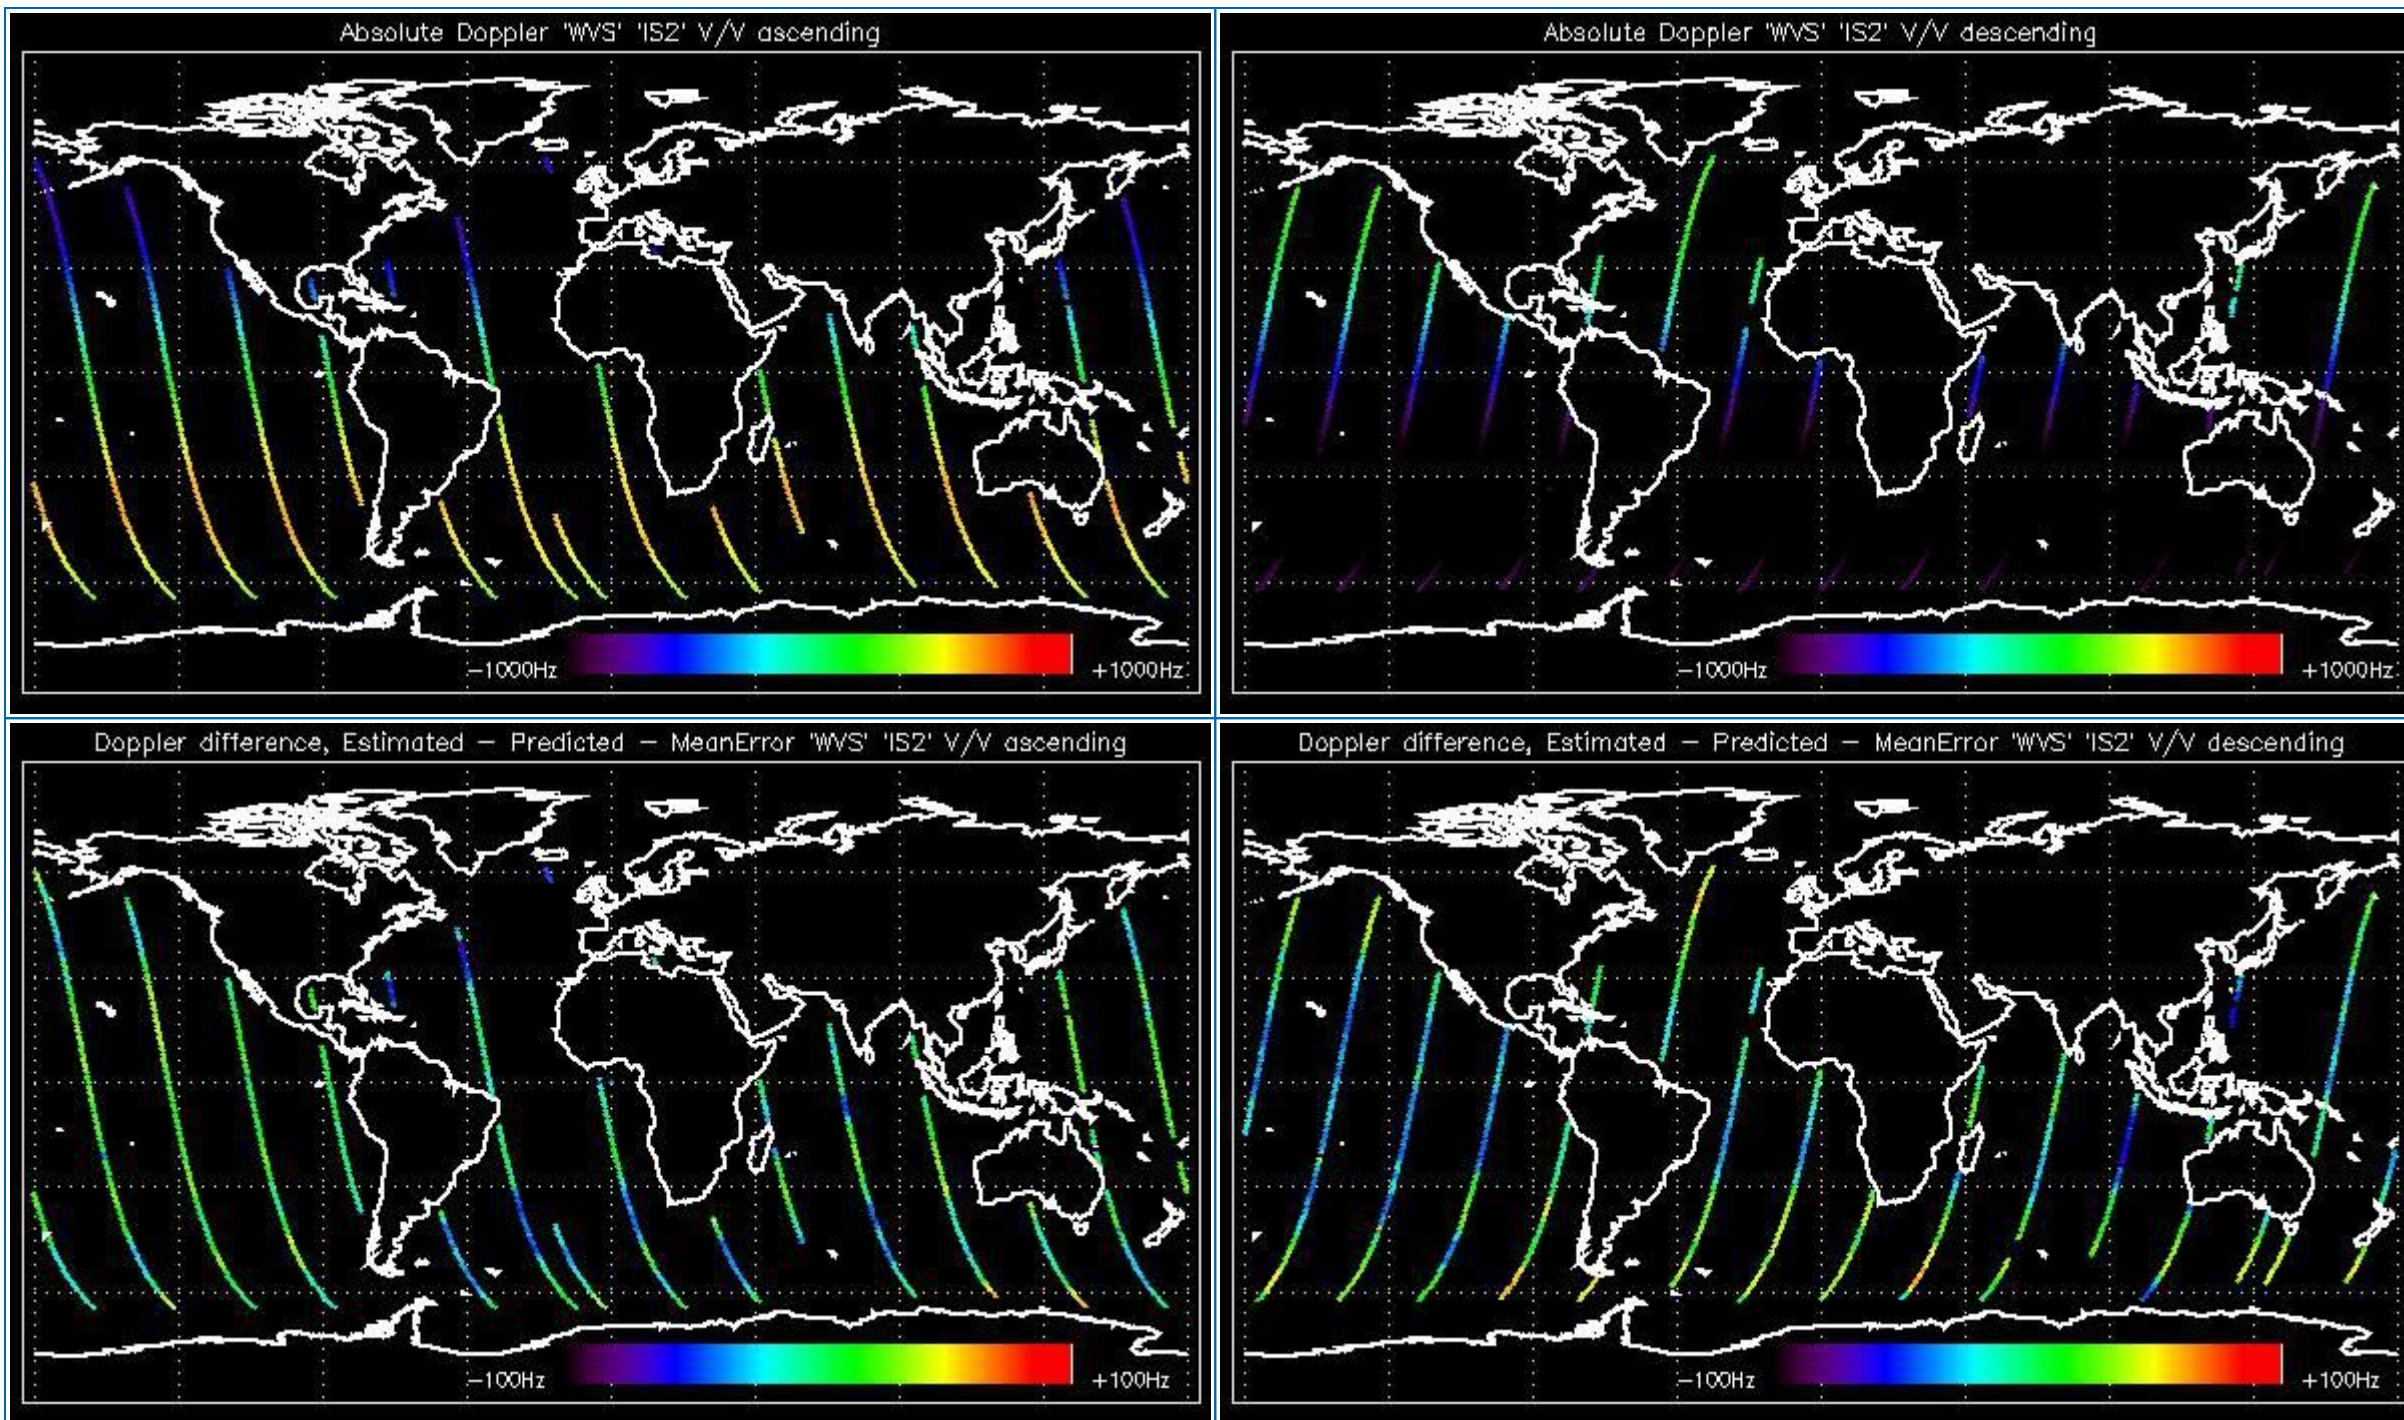 Absolute Doppler 'WVS' 'IS2' V/V ascending
-1000Hz +1000Hz
Absolute Doppler 'WVS' 'IS2' V/V descending
-1000Hz +1000Hz
Doppler difference, Estimated - Predicted - MeanError 'WVS' 'IS2' V/V ascending
-100Hz +100Hz
Doppler difference, Estimated - Predicted - MeanError 'WVS' 'IS2' V/V descending
-100Hz +100Hz